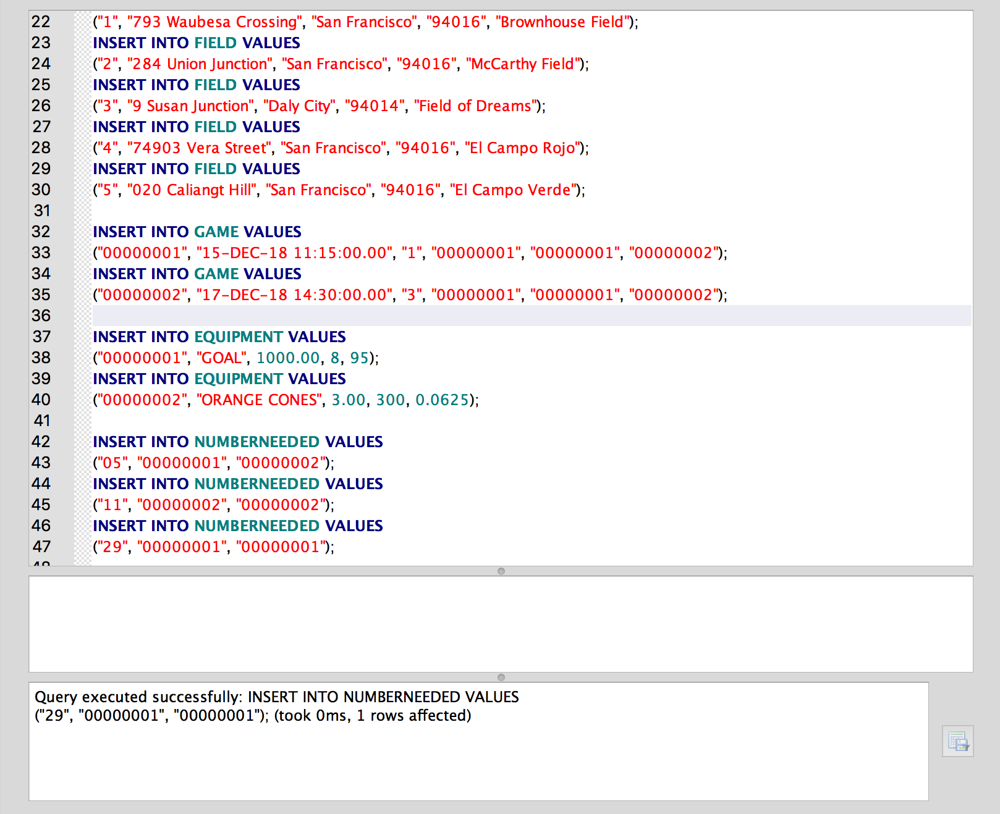 22 ("1", "793 Waubesa Crossing", "San Francisco", "94016", "Brownhouse Field");
23 INSERT INTO FIELD VALUES
24 ("2", "284 Union Junction", "San Francisco", "94016", "McCarthy Field");
25 INSERT INTO FIELD VALUES
26 ("3", "9 Susan Junction", "Daly City", "94014", "Field of Dreams");
27 INSERT INTO FIELD VALUES
28 ("4", "74903 Vera Street", "San Francisco", "94016", "El Campo Rojo");
29 INSERT INTO FIELD VALUES
30 ("5", "020 Caliangt Hill", "San Francisco", "94016", "El Campo Verde");
31
32 INSERT INTO GAME VALUES
33 ("00000001", "15-DEC-18 11:15:00.00", "1", "00000001", "00000001", "00000002");
34 INSERT INTO GAME VALUES
35 ("00000002", "17-DEC-18 14:30:00.00", "3", "00000001", "00000001", "00000002");
36
37 INSERT INTO EQUIPMENT VALUES
38 ("00000001", "GOAL", 1000.00, 8, 95);
39 INSERT INTO EQUIPMENT VALUES
40 ("00000002", "ORANGE CONES", 3.00, 300, 0.0625);
41
42 INSERT INTO NUMBERNEEDED VALUES
43 ("05", "00000001", "00000002");
44 INSERT INTO NUMBERNEEDED VALUES
45 ("11", "00000002", "00000002");
46 INSERT INTO NUMBERNEEDED VALUES
47 ("29", "00000001", "00000001");
48
Query executed successfully: INSERT INTO NUMBERNEEDED VALUES
("29", "00000001", "00000001"); (took 0ms, 1 rows affected)